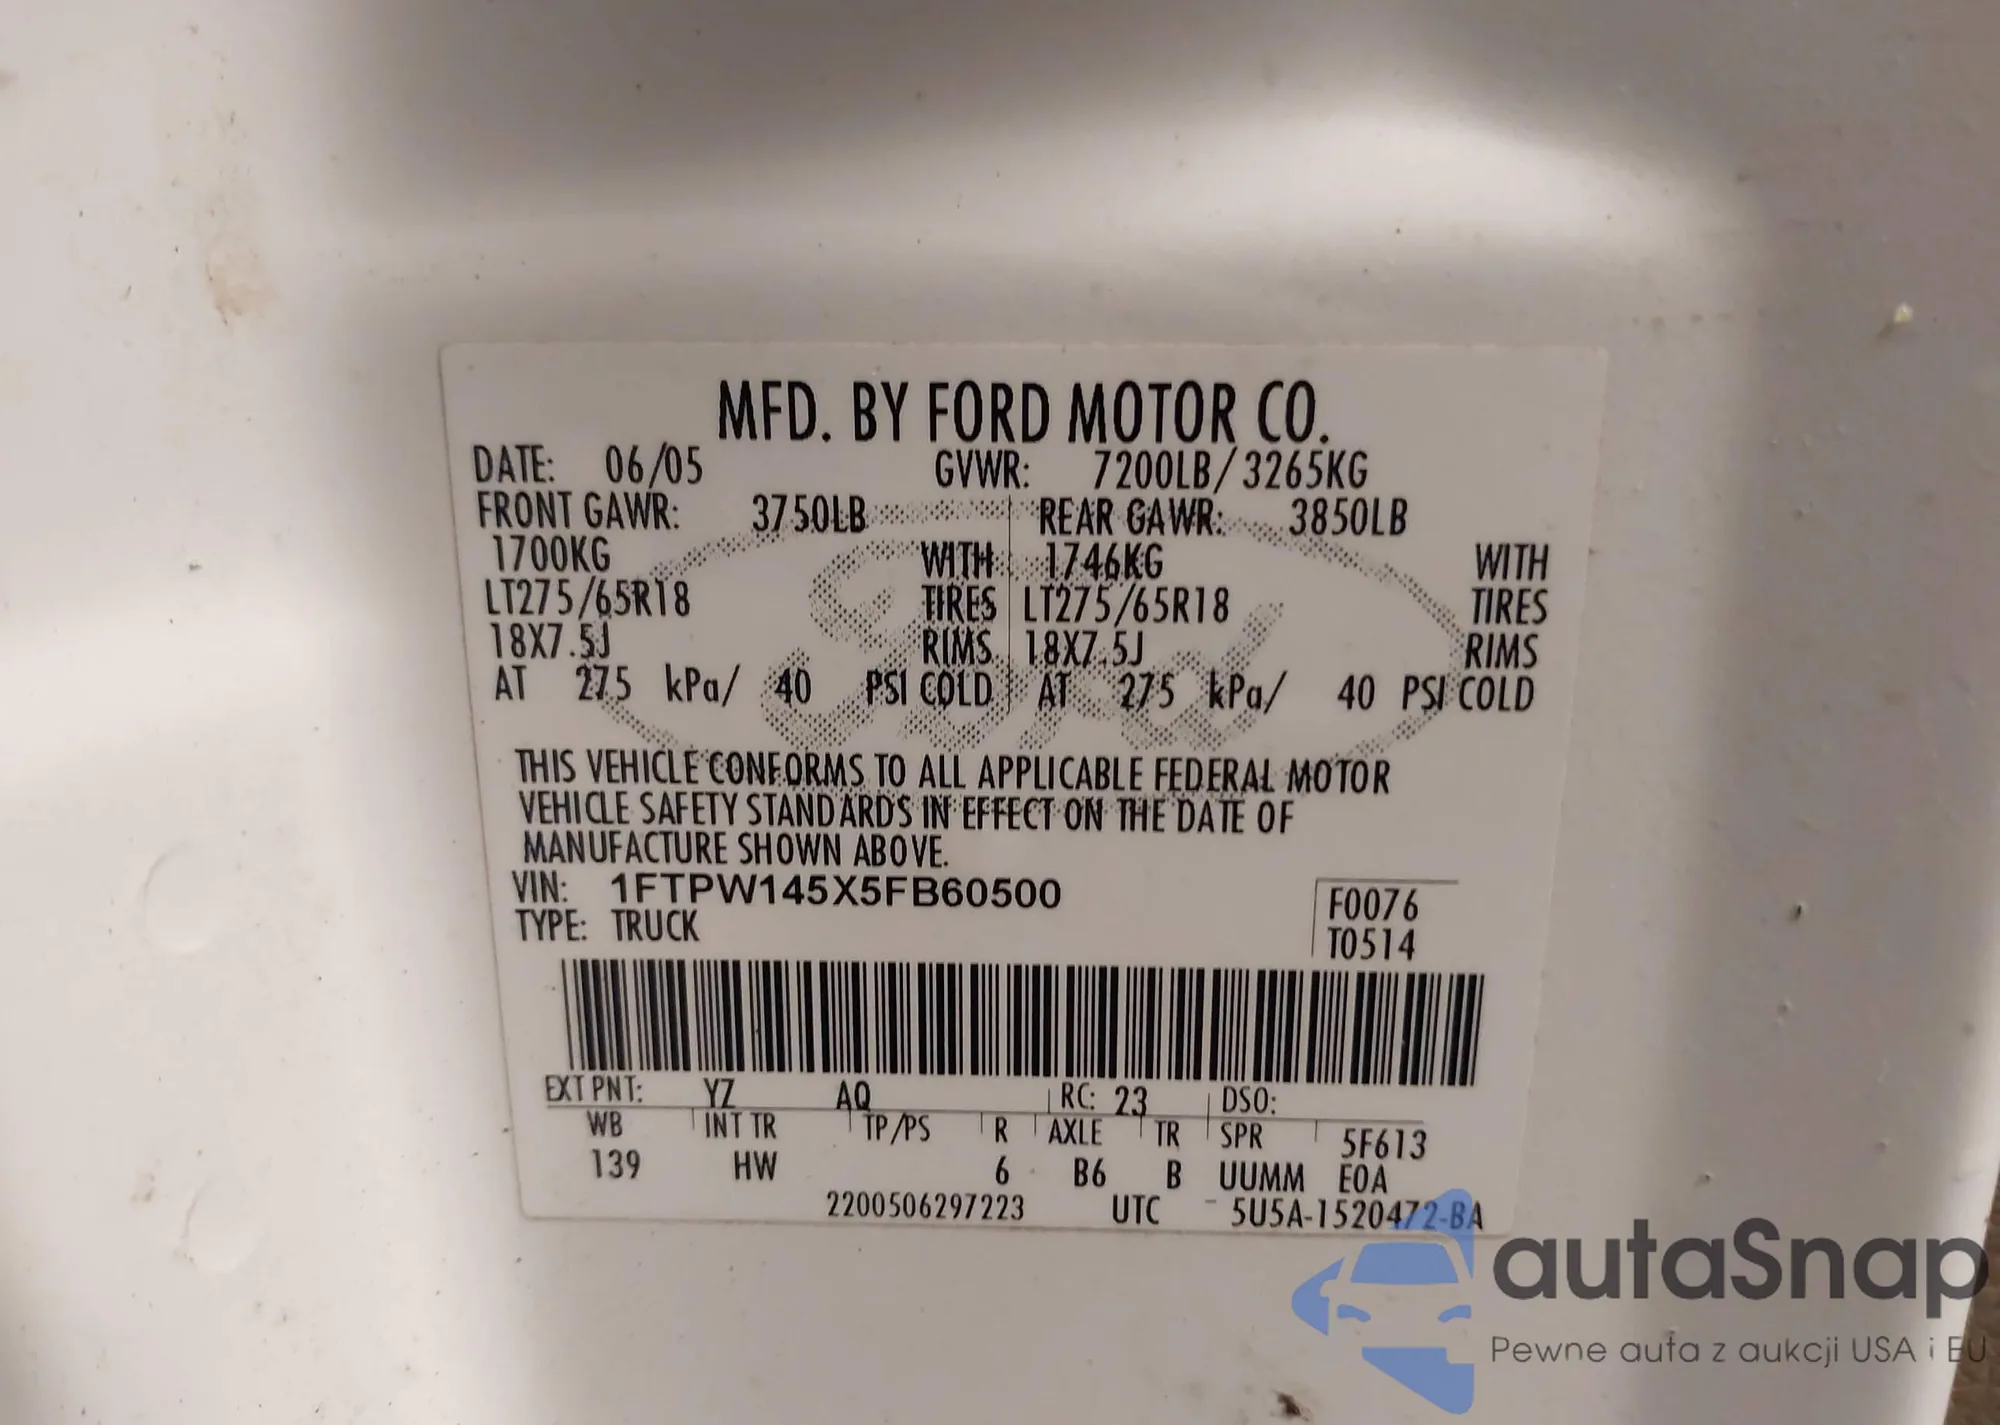 MFD. BY FORD MOTOR CO.
DATE: 06/05 GVWR: 7200LB/3265KG
FRONT GAWR: 3750LB REAR GAWR: 3850LB
1700KG WITH 1746KG WITH
LT275/65R18 TIRES LT275/65R18 TIRES
18X7.5J RIMS 18X7.5J RIMS
AT 275 kPa/ 40 PSI COLD AT 275 kPa/ 40 PSI COLD
Ford
THIS VEHICLE CONFORMS TO ALL APPLICABLE FEDERAL MOTOR
VEHICLE SAFETY STANDARDS IN EFFECT ON THE DATE OF
MANUFACTURE SHOWN ABOVE.
VIN: 1FTPW145X5FB60500 F0076
TYPE: TRUCK T0514
EXT PNT: YZ AQ RC: 23 DSO:
WB INT TR TP/PS R AXLE TR SPR 5F613
139 HW 6 B6 B UUMM EOA
2200506297223 UTC 5U5A-1520472-BA
autaSnap
Pewne auta z aukcji USA i EU